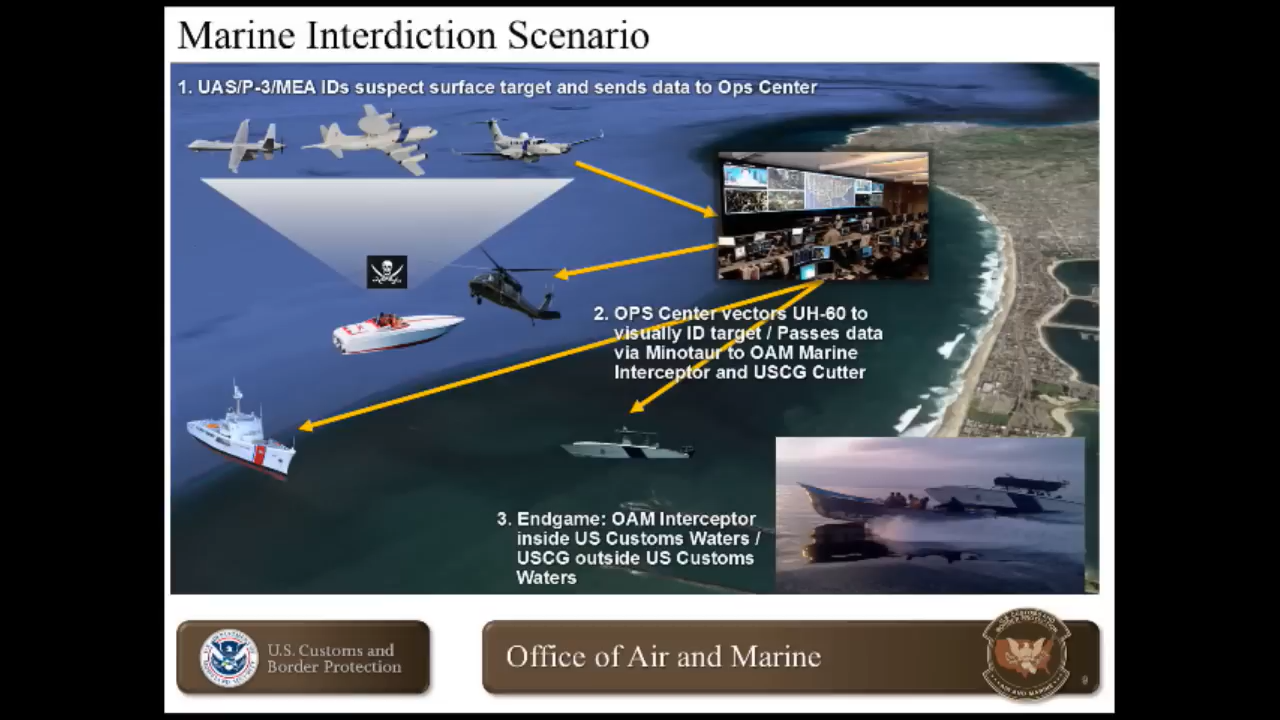 Marine Interdiction Scenario
1. UAS/P-3/MEA IDs suspect surface target and sends data to Ops Center
2. OPS Center vectors UH-60 to
visually ID target / Passes data
via Minotaur to OAM Marine
Interceptor and USCG Cutter
3. Endgame: OAM Interceptor
inside US Customs Waters /
USCG outside US Customs
Waters
U.S. Customs and
Border Protection
Office of Air and Marine
9